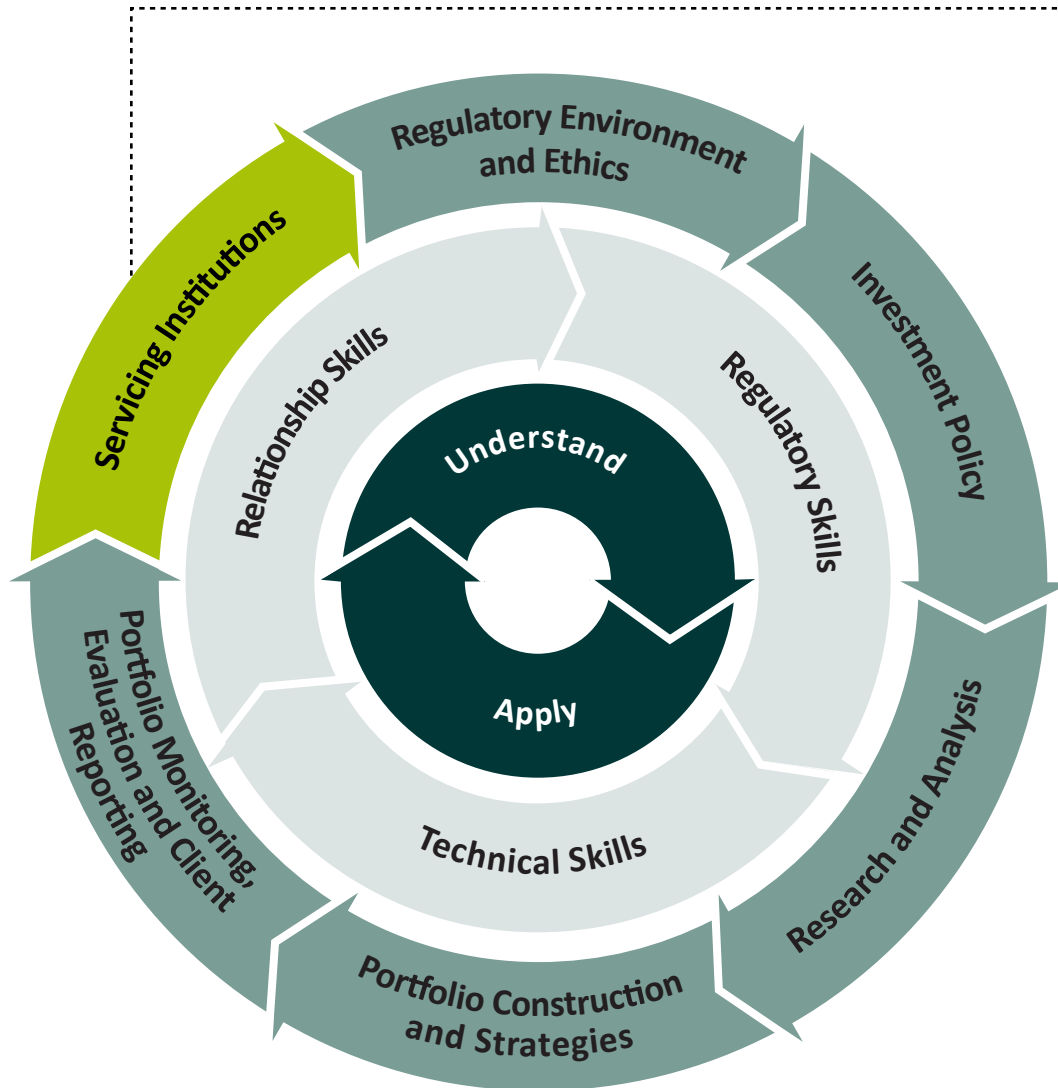 Regulatory Environment
and Ethics
Investment Policy
Research and Analysis
Portfolio Construction
and Strategies
Portfolio Monitoring,
Evaluation and Client
Reporting
Servicing Institutions
Relationship Skills
Regulatory Skills
Technical Skills
Understand
Apply